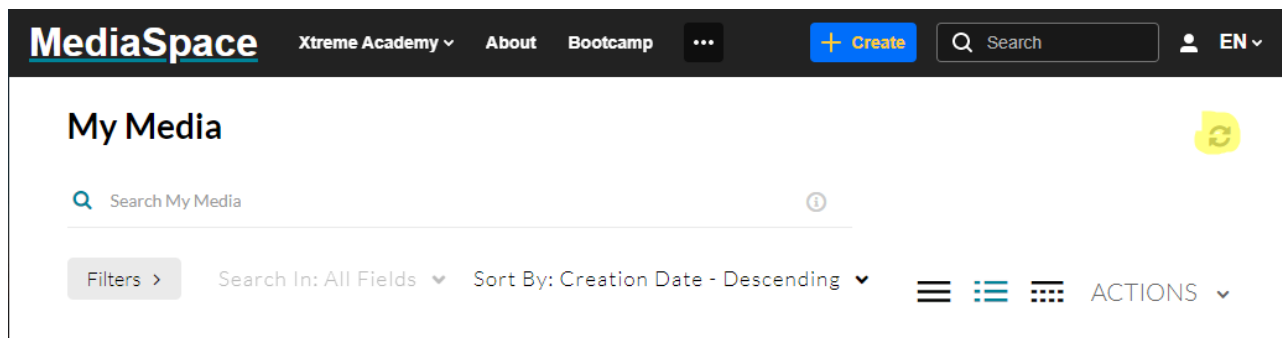 MediaSpace Xtreme Academy About Bootcamp ... + Create Search EN
My Media
Search My Media
Filters > Search In: All Fields Sort By: Creation Date - Descending ACTIONS